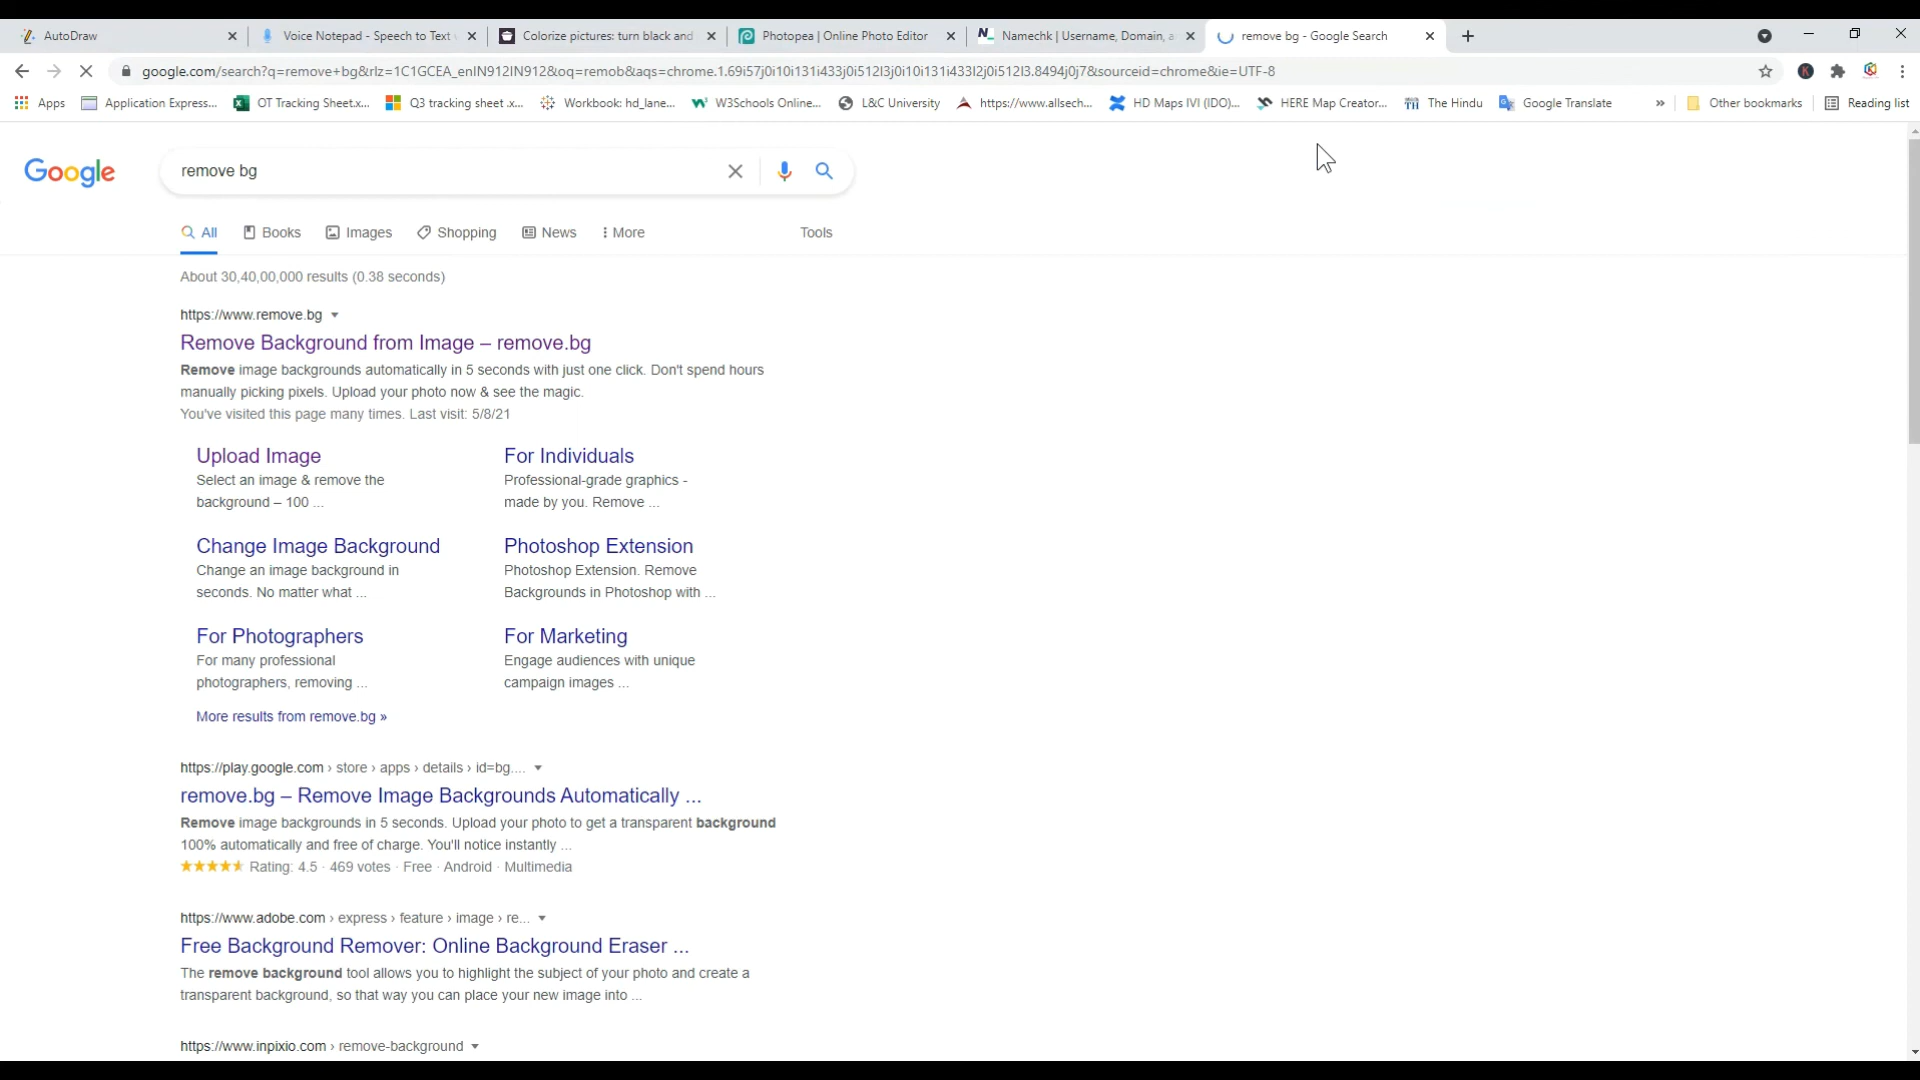 AutoDraw
Voice Notepad - Speech to Text
Colorize pictures: turn black and
Photopea | Online Photo Editor
Namechk | Username, Domain, a
remove bg - Google Search
google.com/search?q=remove+bg&rlz=1C1GCEA_enIN912IN912&oq=remob&aqs=chrome.1.69i57j0i10i131i433j0i512l3j0i10i131i433l2j0i512l3.8494j0j7&sourceid=chrome&ie=UTF-8
K
Apps
Application Express...
OT Tracking Sheet.x...
Q3 tracking sheet .x...
Workbook: hd_lane...
W3Schools Online...
L&C University
https://www.allsech...
HD Maps IVI (IDO)...
HERE Map Creator...
The Hindu
Google Translate
»
Other bookmarks
Reading list
Google
remove bg
All
Books
Images
Shopping
News
More
Tools
About 30,40,00,000 results (0.38 seconds)
https://www.remove.bg
Remove Background from Image – remove.bg
Remove image backgrounds automatically in 5 seconds with just one click. Don't spend hours
manually picking pixels. Upload your photo now & see the magic.
You've visited this page many times. Last visit: 5/8/21
Upload Image
Select an image & remove the
background – 100 ...
For Individuals
Professional-grade graphics -
made by you. Remove ...
Change Image Background
Change an image background in
seconds. No matter what ...
Photoshop Extension
Photoshop Extension. Remove
Backgrounds in Photoshop with ...
For Photographers
For many professional
photographers, removing ...
For Marketing
Engage audiences with unique
campaign images ...
More results from remove.bg »
https://play.google.com › store › apps › details › id=bg....
remove.bg – Remove Image Backgrounds Automatically ...
Remove image backgrounds in 5 seconds. Upload your photo to get a transparent background
100% automatically and free of charge. You'll notice instantly ...
Rating: 4.5 · 469 votes · Free · Android · Multimedia
https://www.adobe.com › express › feature › image › re...
Free Background Remover: Online Background Eraser ...
The remove background tool allows you to highlight the subject of your photo and create a
transparent background, so that way you can place your new image into ...
https://www.inpixio.com › remove-background